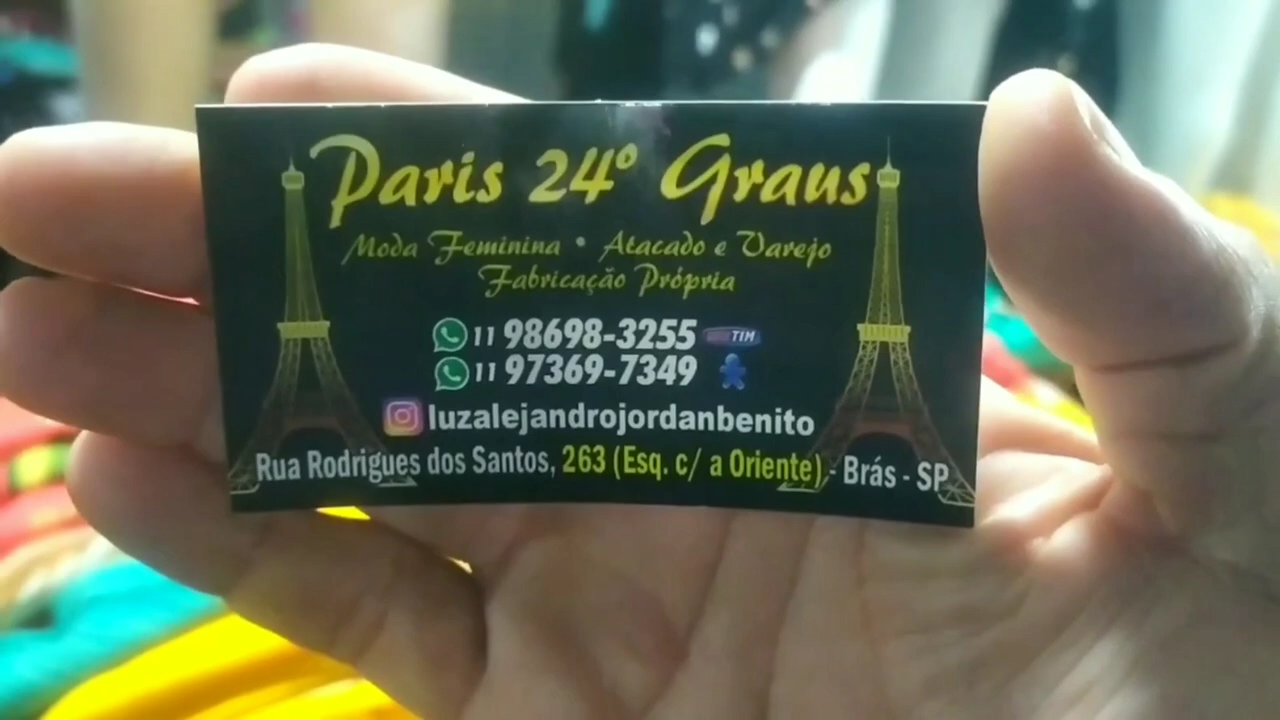 Paris 24º Graus
Moda Feminina • Atacado e Varejo
Fabricação Própria
11 98698-3255 TIM
11 97369-7349
luzalejandrojordanbenito
Rua Rodrigues dos Santos, 263 (Esq. c/ a Oriente) - Brás - SP